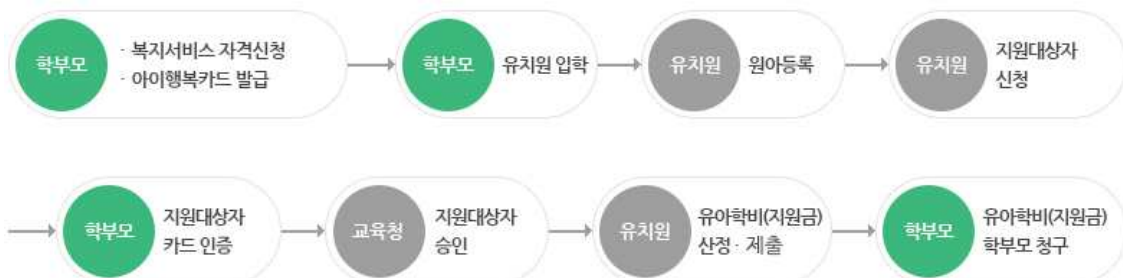 학부모
· 복지서비스 자격신청
· 아이행복카드 발급
학부모
유치원 입학
유치원
원아등록
유치원
지원대상자
신청
학부모
지원대상자
카드 인증
교육청
지원대상자
승인
유치원
유아학비(지원금)
산정 · 제출
학부모
유아학비(지원금)
학부모 청구